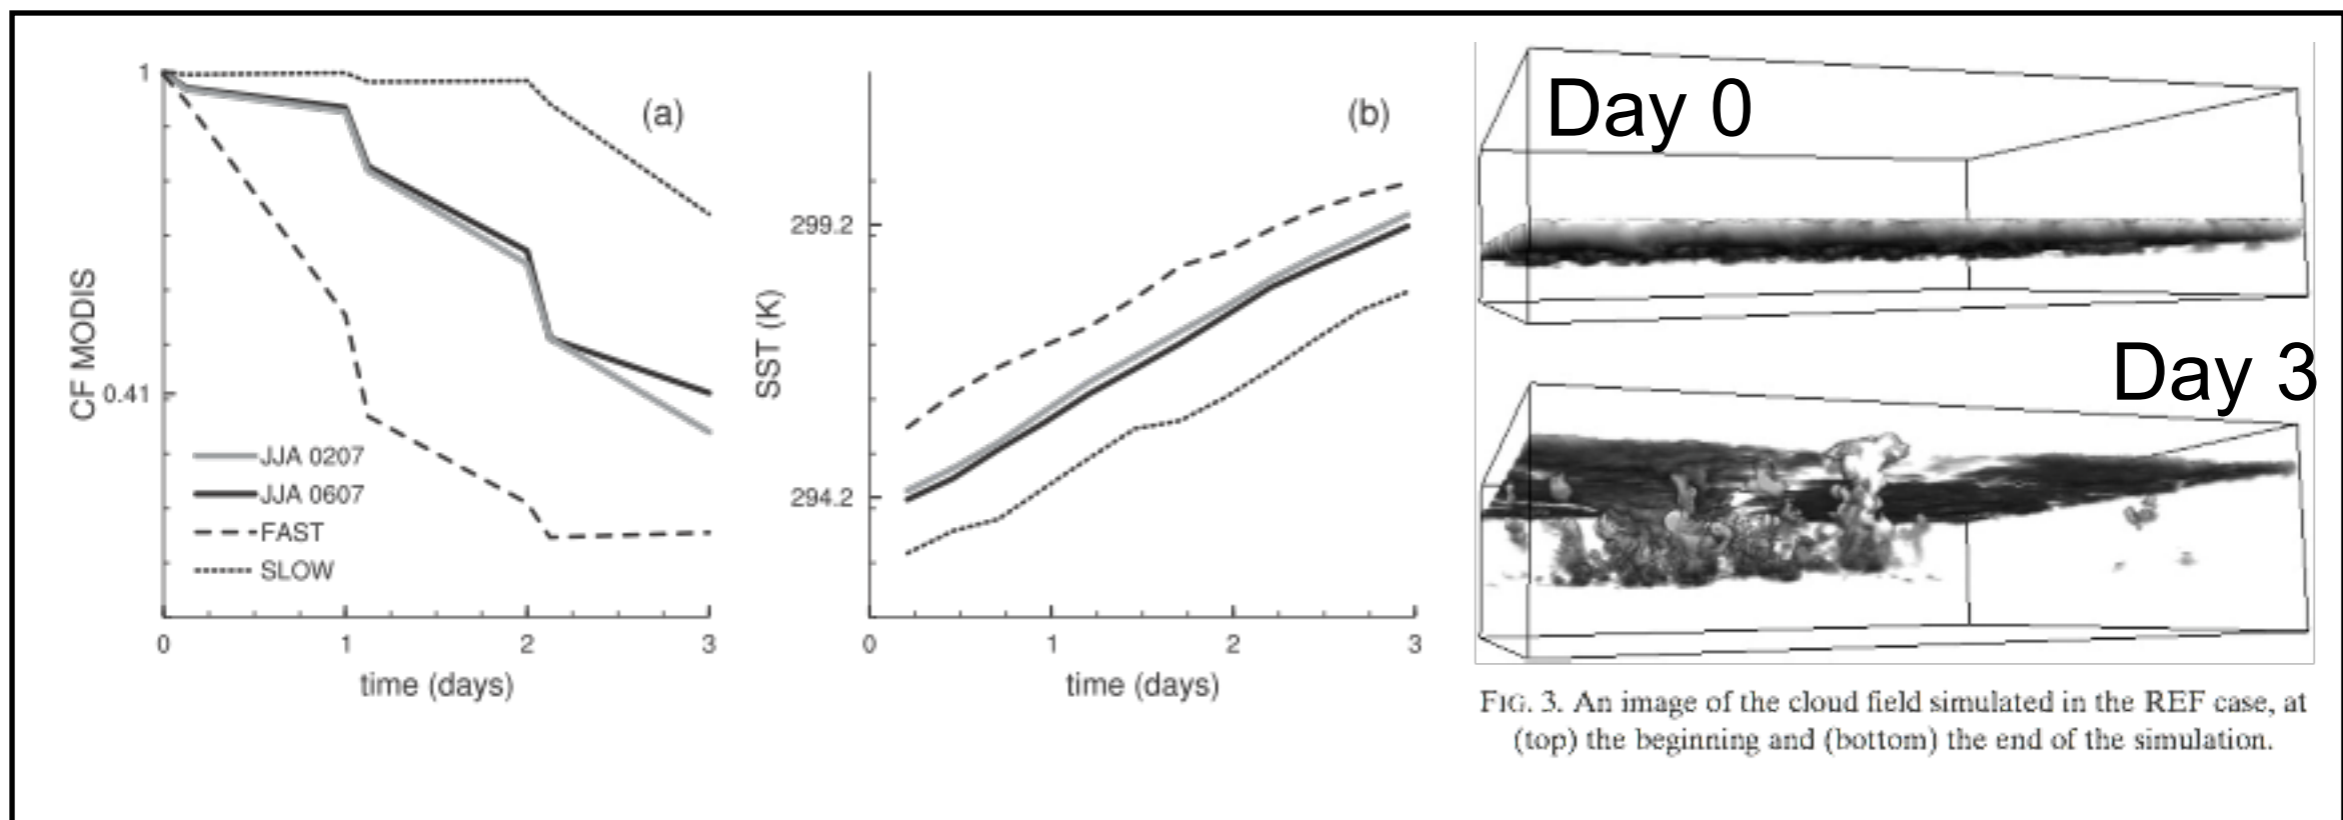 1
(a)
CF MODIS
0.41
JJA 0207
JJA 0607
FAST
SLOW
0 1 2 3
time (days)
(b)
299.2
SST (K)
294.2
0 1 2 3
time (days)
Day 0
Day 3
FIG. 3. An image of the cloud field simulated in the REF case, at
(top) the beginning and (bottom) the end of the simulation.